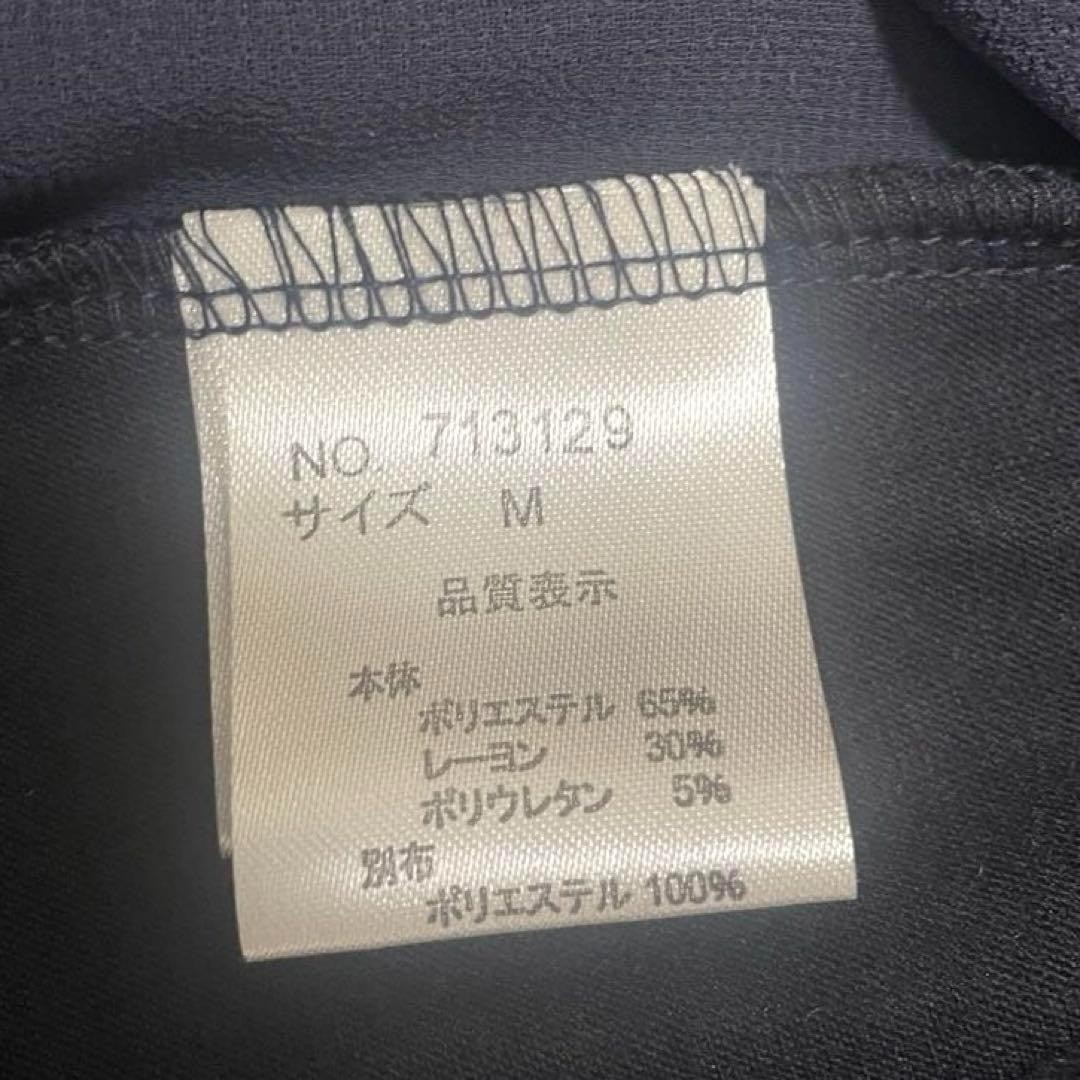 NO. 713129
サイズ M
品質表示
本体
ポリエステル 65%
レーヨン 30%
ポリウレタン 5%
別布
ポリエステル 100%